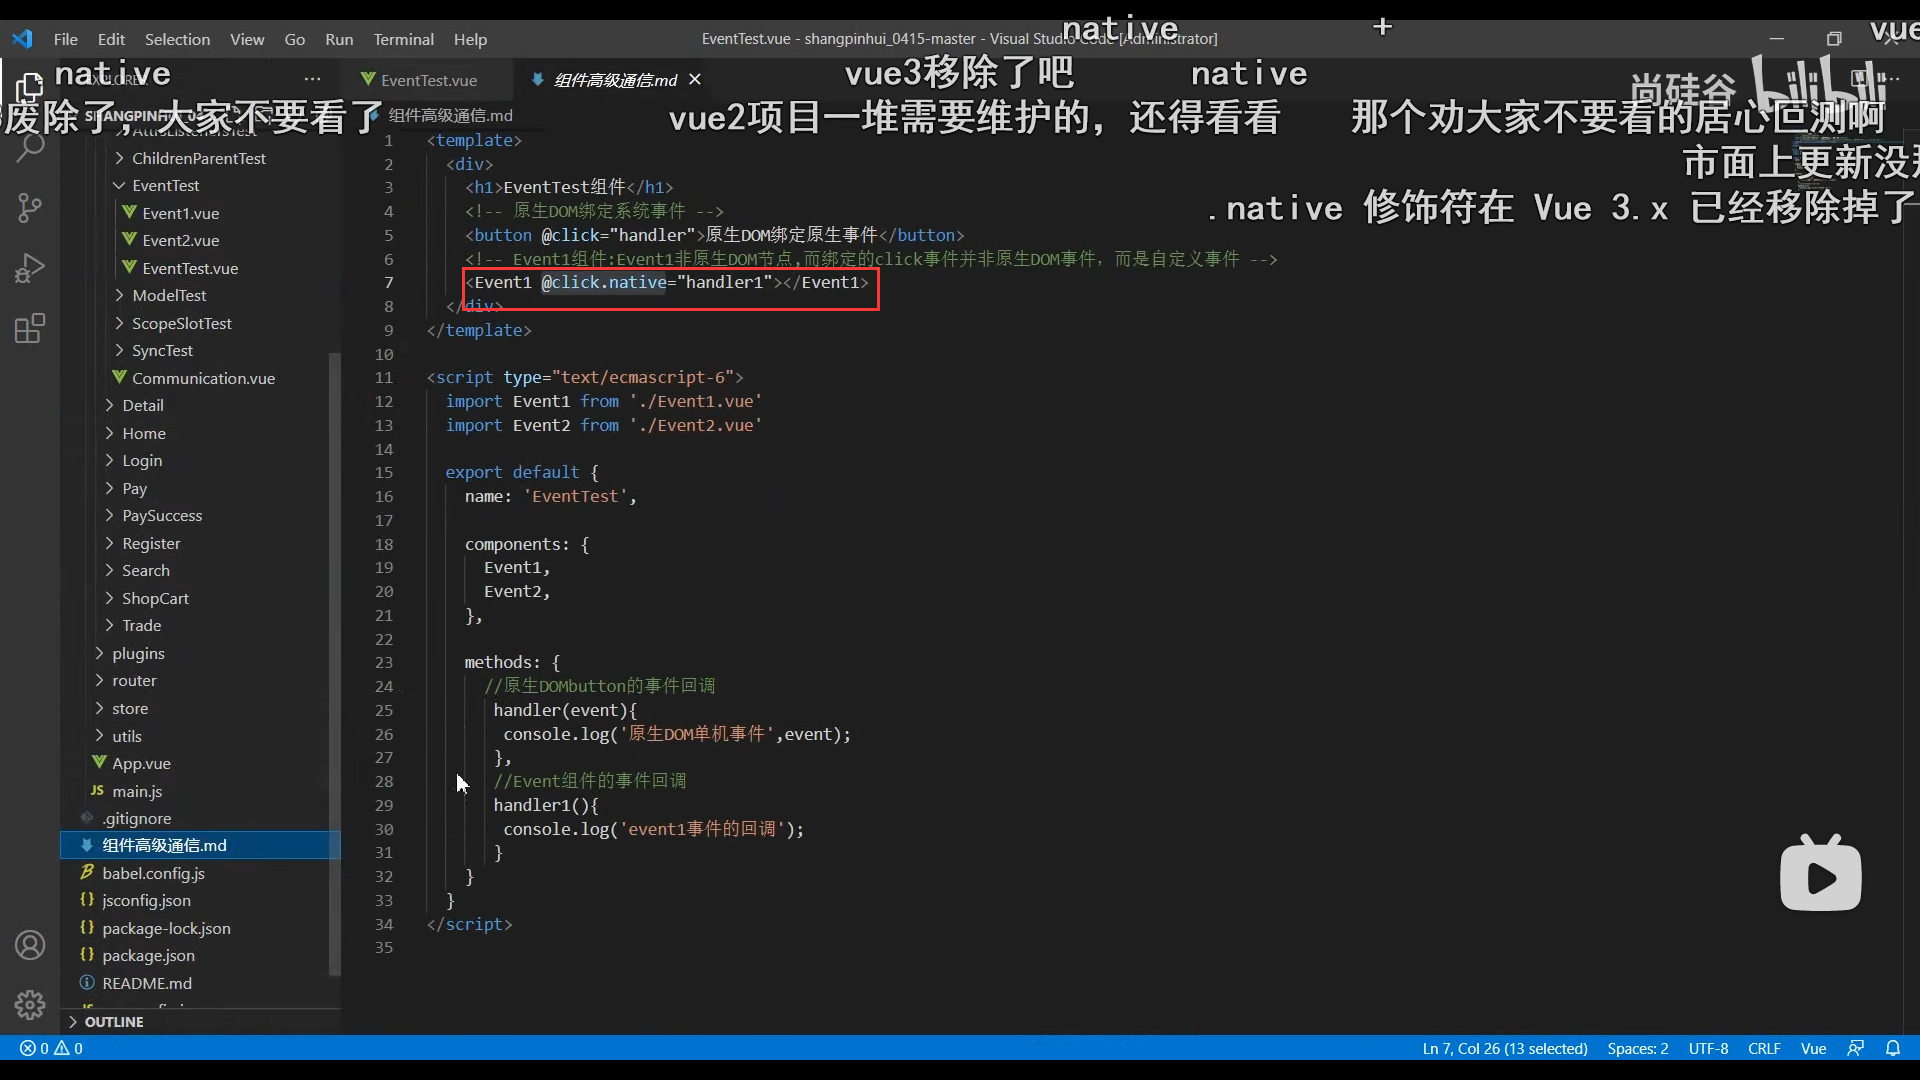 File Edit Selection View Go Run Terminal Help
EventTest.vue - shangpinhui_0415-master - Visual Studio Code [Administrator]
native
+
vue
native
vue3移除了吧
native
尚硅谷
bilibili
废除了,大家不要看了
vue2项目一堆需要维护的，还得看看
那个劝大家不要看的居心叵测啊
市面上更新没那
.native 修饰符在 Vue 3.x 已经移除掉了
EventTest.vue
组件高级通信.md
组件高级通信.md
AttrsListenersTest
ChildrenParentTest
EventTest
Event1.vue
Event2.vue
EventTest.vue
ModelTest
ScopeSlotTest
SyncTest
Communication.vue
Detail
Home
Login
Pay
PaySuccess
Register
Search
ShopCart
Trade
plugins
router
store
utils
App.vue
JS main.js
.gitignore
组件高级通信.md
babel.config.js
{} jsconfig.json
{} package-lock.json
{} package.json
README.md
OUTLINE
1 <template>
2 <div>
3 <h1>EventTest组件</h1>
4 <!-- 原生DOM绑定系统事件 -->
5 <button @click="handler">原生DOM绑定原生事件</button>
6 <!-- Event1组件:Event1非原生DOM节点,而绑定的click事件并非原生DOM事件，而是自定义事件 -->
7 <Event1 @click.native="handler1"></Event1>
8 </div>
9 </template>
10
11 <script type="text/ecmascript-6">
12 import Event1 from './Event1.vue'
13 import Event2 from './Event2.vue'
14
15 export default {
16 name: 'EventTest',
17
18 components: {
19 Event1,
20 Event2,
21 },
22
23 methods: {
24 //原生DOMbutton的事件回调
25 handler(event){
26 console.log('原生DOM单机事件',event);
27 },
28 //Event组件的事件回调
29 handler1(){
30 console.log('event1事件的回调');
31 }
32 }
33 }
34 </script>
35
0 0
Ln 7, Col 26 (13 selected) Spaces: 2 UTF-8 CRLF Vue